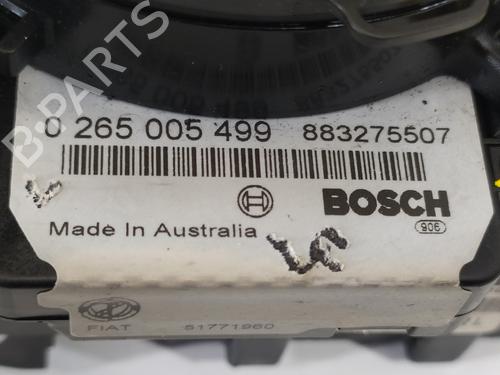 B-PARTS
0 265 005 499 883275507
BOSCH
906
Made In Australia
FIAT 51771960